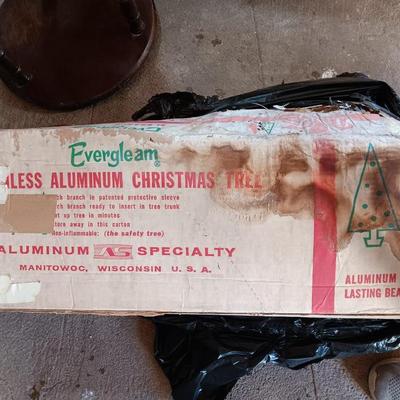 Evergleam®
LESS ALUMINUM CHRISTMAS TREE
ch branch in patented protective sleeve
ch branch ready to insert in tree trunk
t up tree in minutes
tore away in this carton
on-inflammable: (the safety tree)
ALUMINUM AS SPECIALTY
MANITOWOC, WISCONSIN U. S. A.
ALUMINUM
LASTING BEA